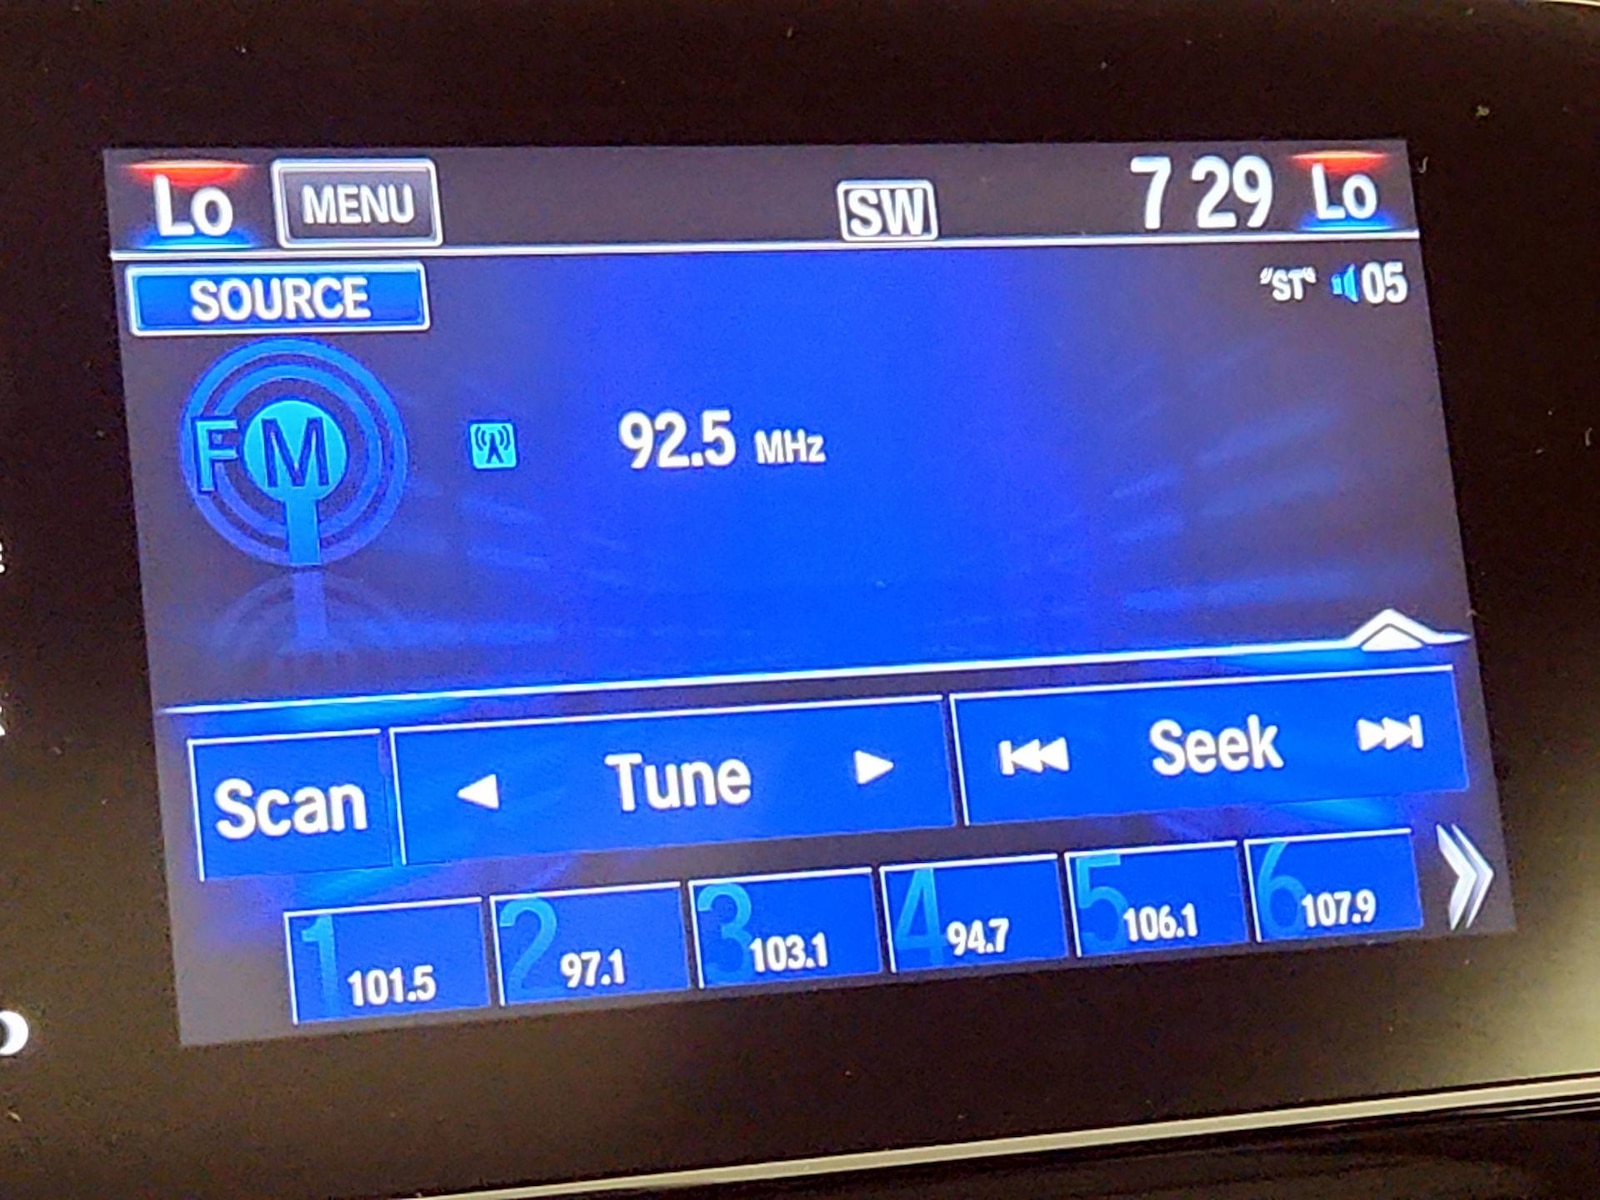 Lo MENU SW 7 29 Lo
SOURCE "ST" 05
FM 92.5 MHz
Scan Tune Seek
1 101.5 2 97.1 3 103.1 4 94.7 5 106.1 6 107.9